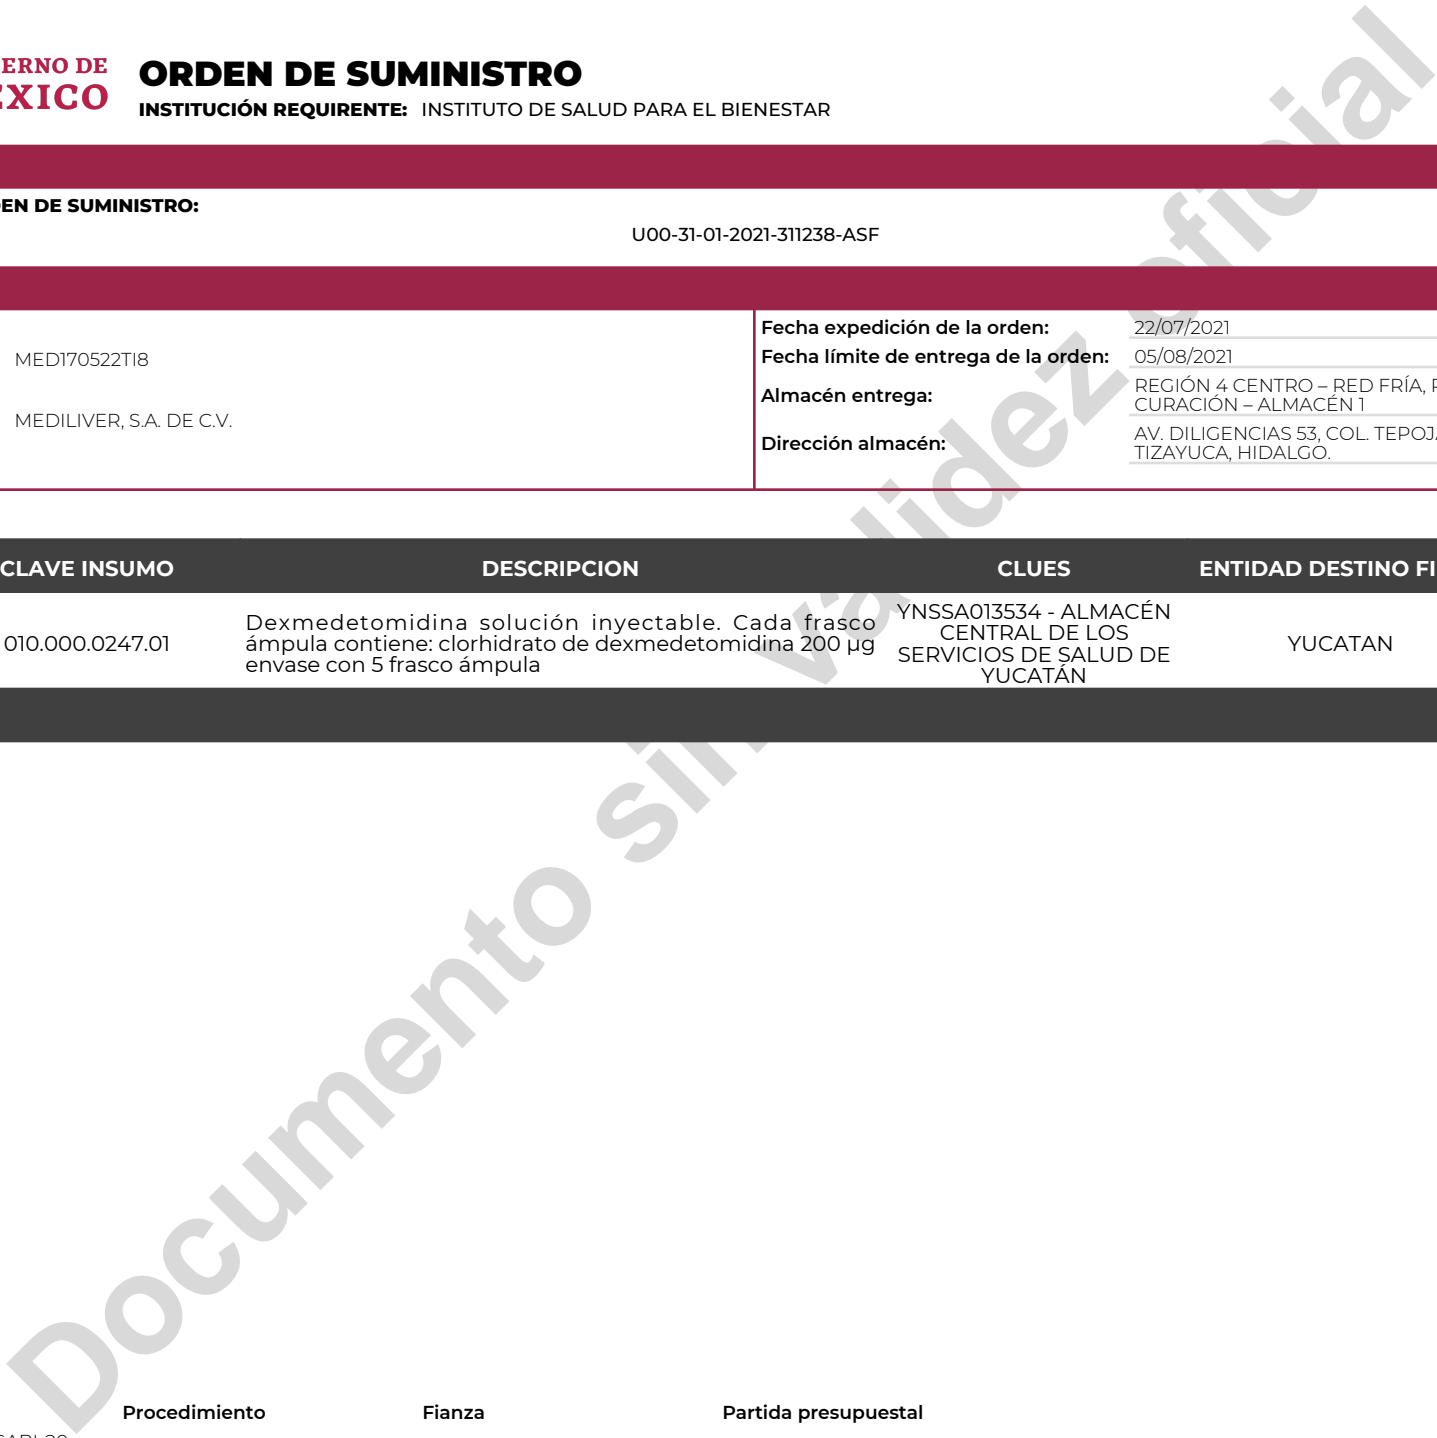 ERNO DE
ÉXICO
ORDEN DE SUMINISTRO
INSTITUCIÓN REQUIRENTE: INSTITUTO DE SALUD PARA EL BIENESTAR
EN DE SUMINISTRO:
U00-31-01-2021-311238-ASF
MED170522TI8
MEDILIVER, S.A. DE C.V.
Fecha expedición de la orden: 22/07/2021
Fecha límite de entrega de la orden: 05/08/2021
Almacén entrega: REGIÓN 4 CENTRO – RED FRÍA,
CURACIÓN – ALMACÉN 1
Dirección almacén: AV. DILIGENCIAS 53, COL. TEPOJ
TIZAYUCA, HIDALGO.
CLAVE INSUMO DESCRIPCION CLUES ENTIDAD DESTINO FI
010.000.0247.01
Dexmedetomidina solución inyectable. Cada frasco
ámpula contiene: clorhidrato de dexmedetomidina 200 µg
envase con 5 frasco ámpula
YNSSA013534 - ALMACÉN
CENTRAL DE LOS
SERVICIOS DE SALUD DE
YUCATÁN
YUCATAN
Documento sin validez oficial
Procedimiento Fianza Partida presupuestal